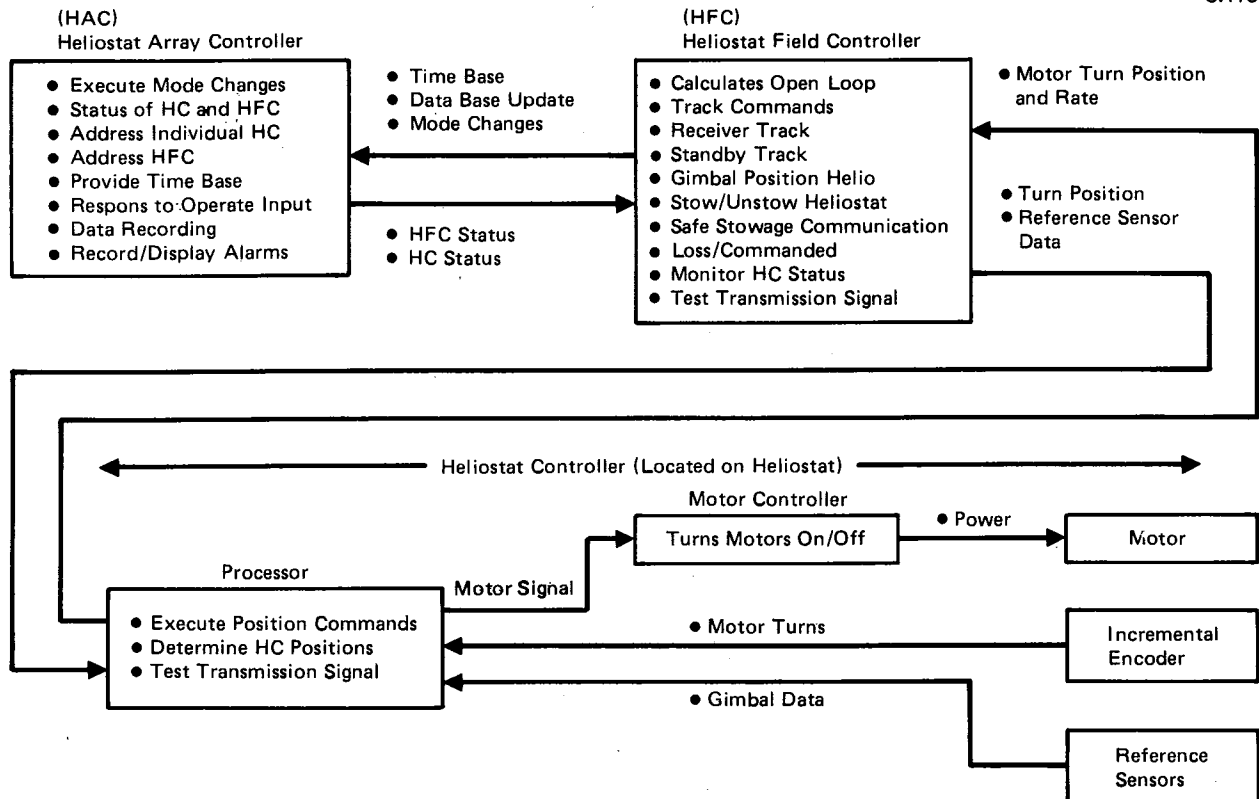 (HAC)
Heliostat Array Controller
● Execute Mode Changes
● Status of HC and HFC
● Address Individual HC
● Address HFC
● Provide Time Base
● Respons to Operate Input
● Data Recording
● Record/Display Alarms
● Time Base
● Data Base Update
● Mode Changes
● HFC Status
● HC Status
(HFC)
Heliostat Field Controller
● Calculates Open Loop
● Track Commands
● Receiver Track
● Standby Track
● Gimbal Position Helio
● Stow/Unstow Heliostat
● Safe Stowage Communication
● Loss/Commanded
● Monitor HC Status
● Test Transmission Signal
● Motor Turn Position
and Rate
● Turn Position
● Reference Sensor
Data
Heliostat Controller (Located on Heliostat)
Motor Controller
Turns Motors On/Off
● Power
Motor
Processor
Motor Signal
● Execute Position Commands
● Determine HC Positions
● Test Transmission Signal
● Motor Turns
Incremental
Encoder
● Gimbal Data
Reference
Sensors